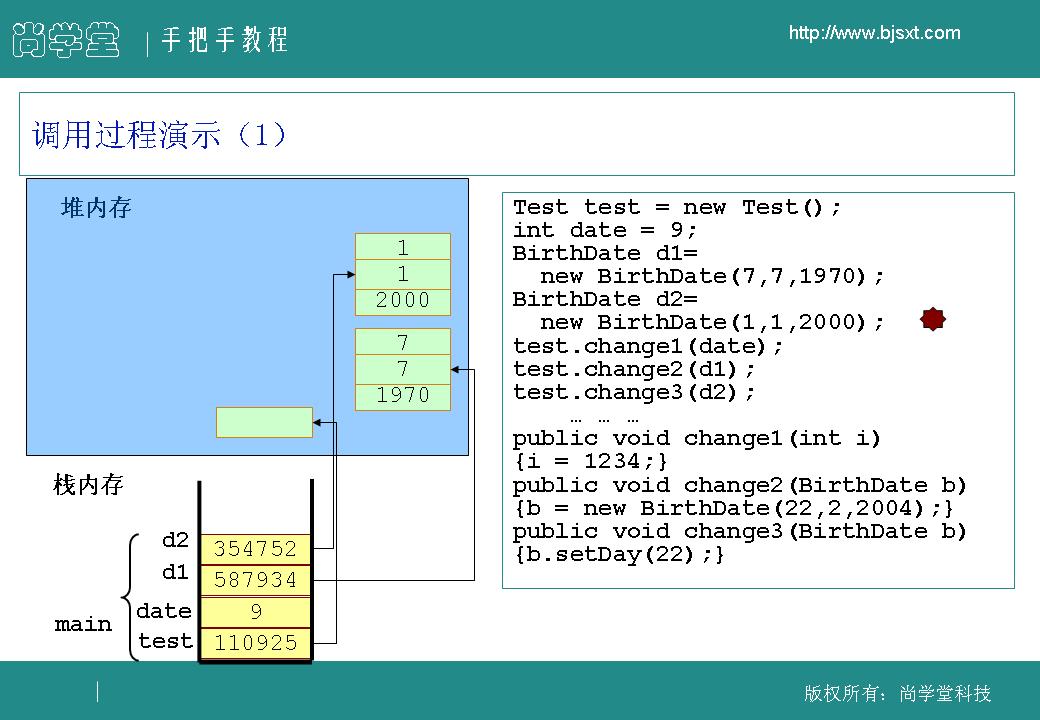 尚学堂
手把手教程
http://www.bjsxt.com
调用过程演示（1）
堆内存
1
1
2000
7
7
1970
Test test = new Test();
int date = 9;
BirthDate d1=
new BirthDate(7,7,1970);
BirthDate d2=
new BirthDate(1,1,2000);
test.change1(date);
test.change2(d1);
test.change3(d2);
… … …
public void change1(int i)
{i = 1234;}
public void change2(BirthDate b)
{b = new BirthDate(22,2,2004);}
public void change3(BirthDate b)
{b.setDay(22);}
栈内存
d2 354752
d1 587934
date 9
main
test 110925
版权所有：尚学堂科技